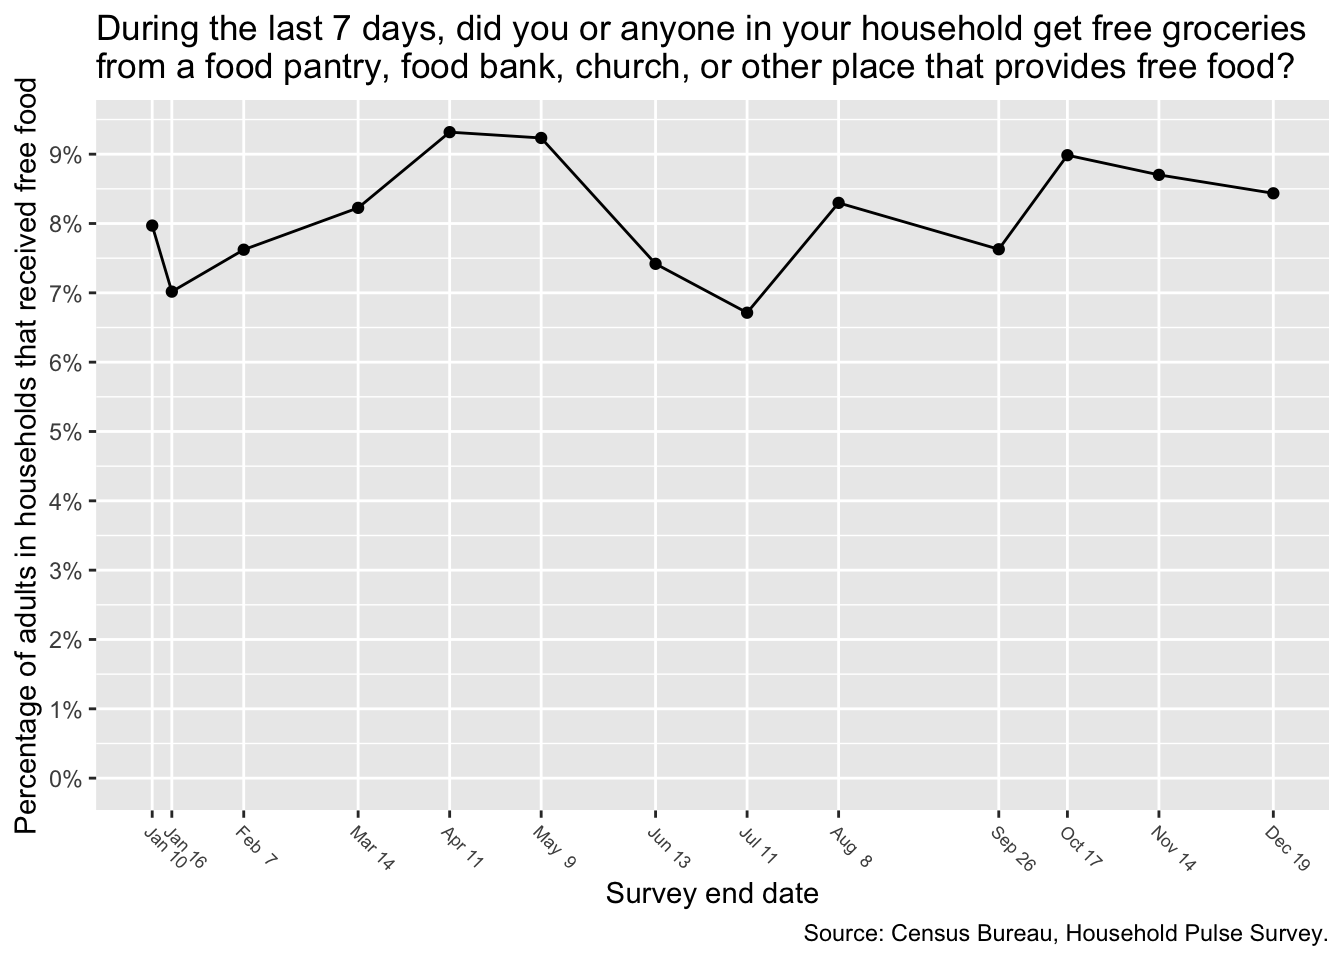 During the last 7 days, did you or anyone in your household get free groceries
from a food pantry, food bank, church, or other place that provides free food?
Percentage of adults in households that received free food
9%
8%
7%
6%
5%
4%
3%
2%
1%
0%
Jan 10
Jan 16
Feb 7
Mar 14
Apr 11
May 9
Jun 13
Jul 11
Aug 8
Sep 26
Oct 17
Nov 14
Dec 19
Survey end date
Source: Census Bureau, Household Pulse Survey.